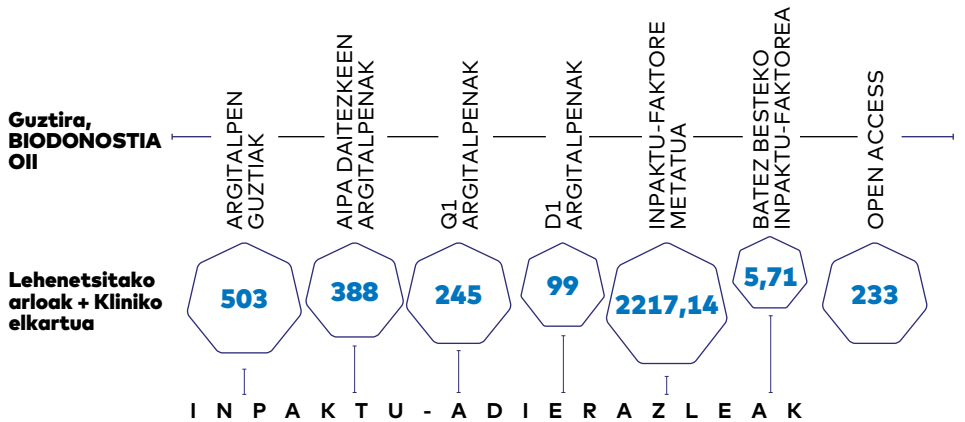 Guztira,
BIODONOSTIA
OII
ARGITALPEN
GUZTIAK
AIPA DAITEZKEEN
ARGITALPENAK
Q1
ARGITALPENAK
D1
ARGITALPENAK
INPAKTU-FAKTORE
METATUA
BATEZ BESTEKO
INPAKTU-FAKTOREA
OPEN ACCESS
Lehenetsitako
arloak + Kliniko
elkartua
503
388
245
99
2217,14
5,71
233
INPAKTU-ADIERAZLEAK